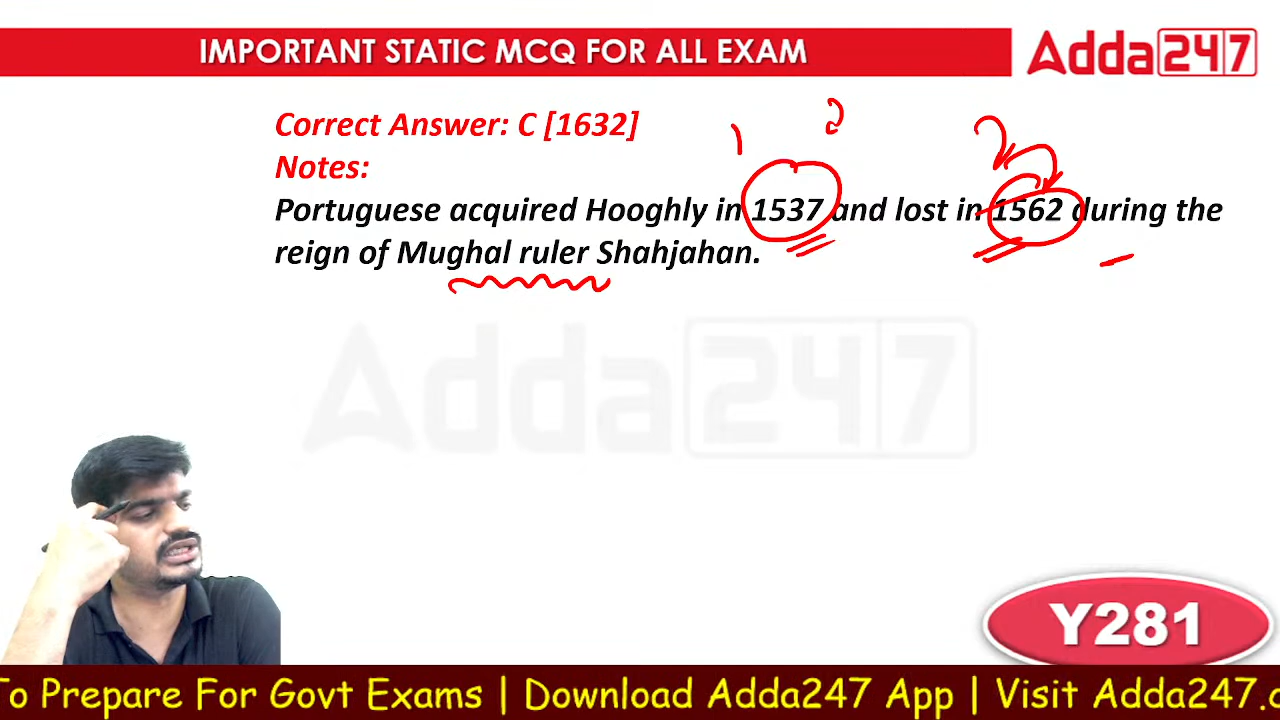 IMPORTANT STATIC MCQ FOR ALL EXAM
Adda247
Correct Answer: C [1632]
Notes:
Portuguese acquired Hooghly in 1537 and lost in 1562 during the
reign of Mughal ruler Shahjahan.
Adda247
Y281
To Prepare For Govt Exams | Download Adda247 App | Visit Adda247.c